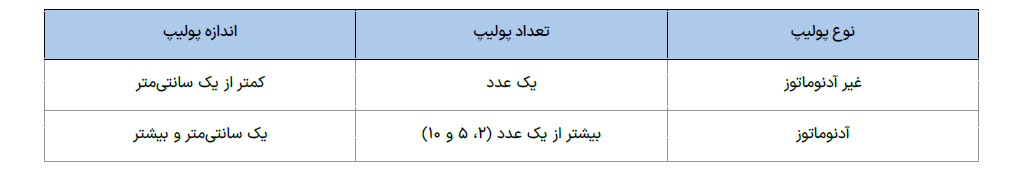 نوع پولیپ تعداد پولیپ اندازه پولیپ
غیر آدنوماتوز یک عدد کمتر از یک سانتی‌متر
آدنوماتوز بیشتر از یک عدد (۲، ۵ و ۱۰) یک سانتی‌متر و بیشتر